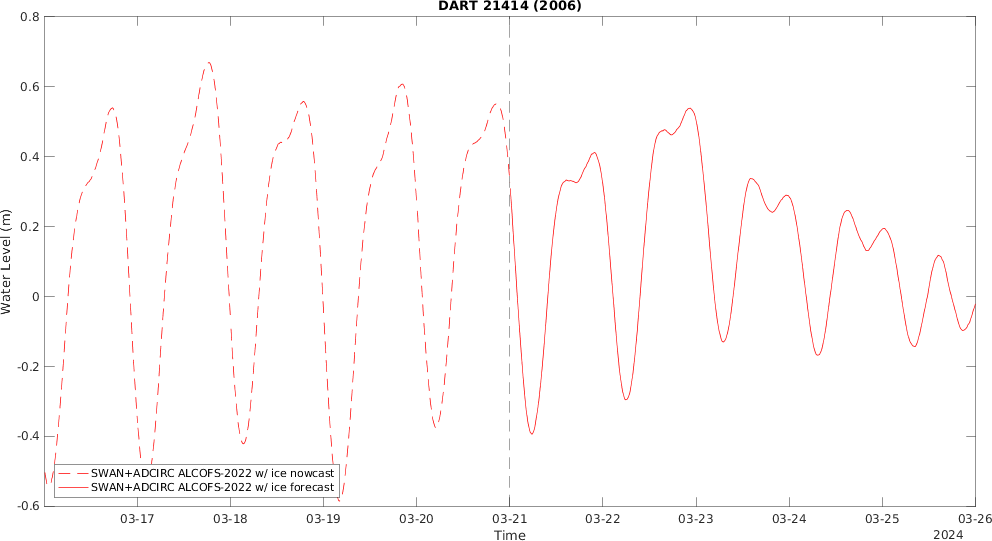 DART 21414 (2006)
0.8
0.6
0.4
0.2
0
-0.2
-0.4
-0.6
Water Level (m)
SWAN+ADCIRC ALCOFS-2022 w/ ice nowcast
SWAN+ADCIRC ALCOFS-2022 w/ ice forecast
03-17 03-18 03-19 03-20 03-21 03-22 03-23 03-24 03-25 03-26
Time
2024